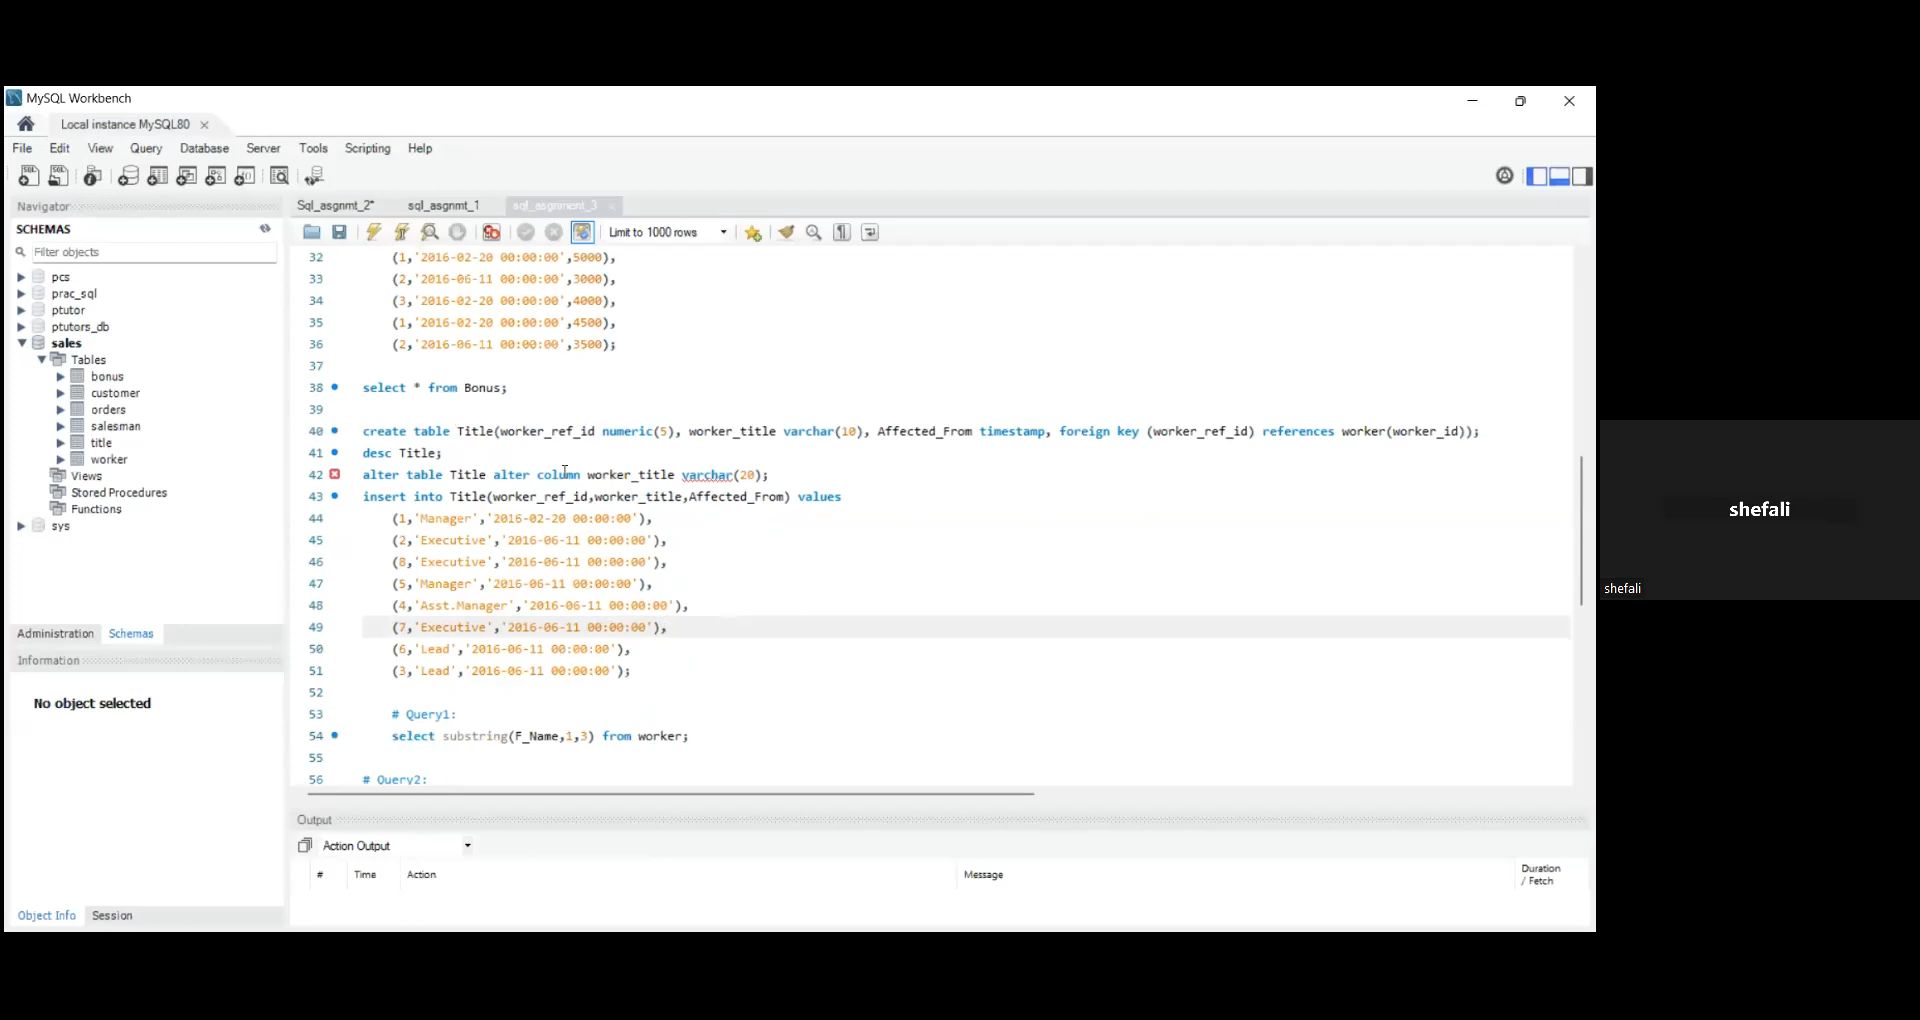 MySQL Workbench
Local instance MySQL80
File Edit View Query Database Server Tools Scripting Help
Navigator
SCHEMAS
Filter objects
pcs
prac_sql
ptutor
ptutors_db
sales
Tables
bonus
customer
orders
salesman
title
worker
Views
Stored Procedures
Functions
sys
Administration Schemas
Information
No object selected
Object Info Session
Sql_asgnmt_2* sql_asgnmt_1 sql_asgnment_3
Limit to 1000 rows
32 (1,'2016-02-20 00:00:00',5000),
33 (2,'2016-06-11 00:00:00',3000),
34 (3,'2016-02-20 00:00:00',4000),
35 (1,'2016-02-20 00:00:00',4500),
36 (2,'2016-06-11 00:00:00',3500);
37
38 select * from Bonus;
39
40 create table Title(worker_ref_id numeric(5), worker_title varchar(10), Affected_From timestamp, foreign key (worker_ref_id) references worker(worker_id));
41 desc Title;
42 alter table Title alter column worker_title varchar(20);
43 insert into Title(worker_ref_id,worker_title,Affected_From) values
44 (1,'Manager','2016-02-20 00:00:00'),
45 (2,'Executive','2016-06-11 00:00:00'),
46 (8,'Executive','2016-06-11 00:00:00'),
47 (5,'Manager','2016-06-11 00:00:00'),
48 (4,'Asst.Manager','2016-06-11 00:00:00'),
49 (7,'Executive','2016-06-11 00:00:00'),
50 (6,'Lead','2016-06-11 00:00:00'),
51 (3,'Lead','2016-06-11 00:00:00');
52
53 # Query1:
54 select substring(F_Name,1,3) from worker;
55
56 # Query2:
Output
Action Output
# Time Action Message Duration / Fetch
shefali
shefali